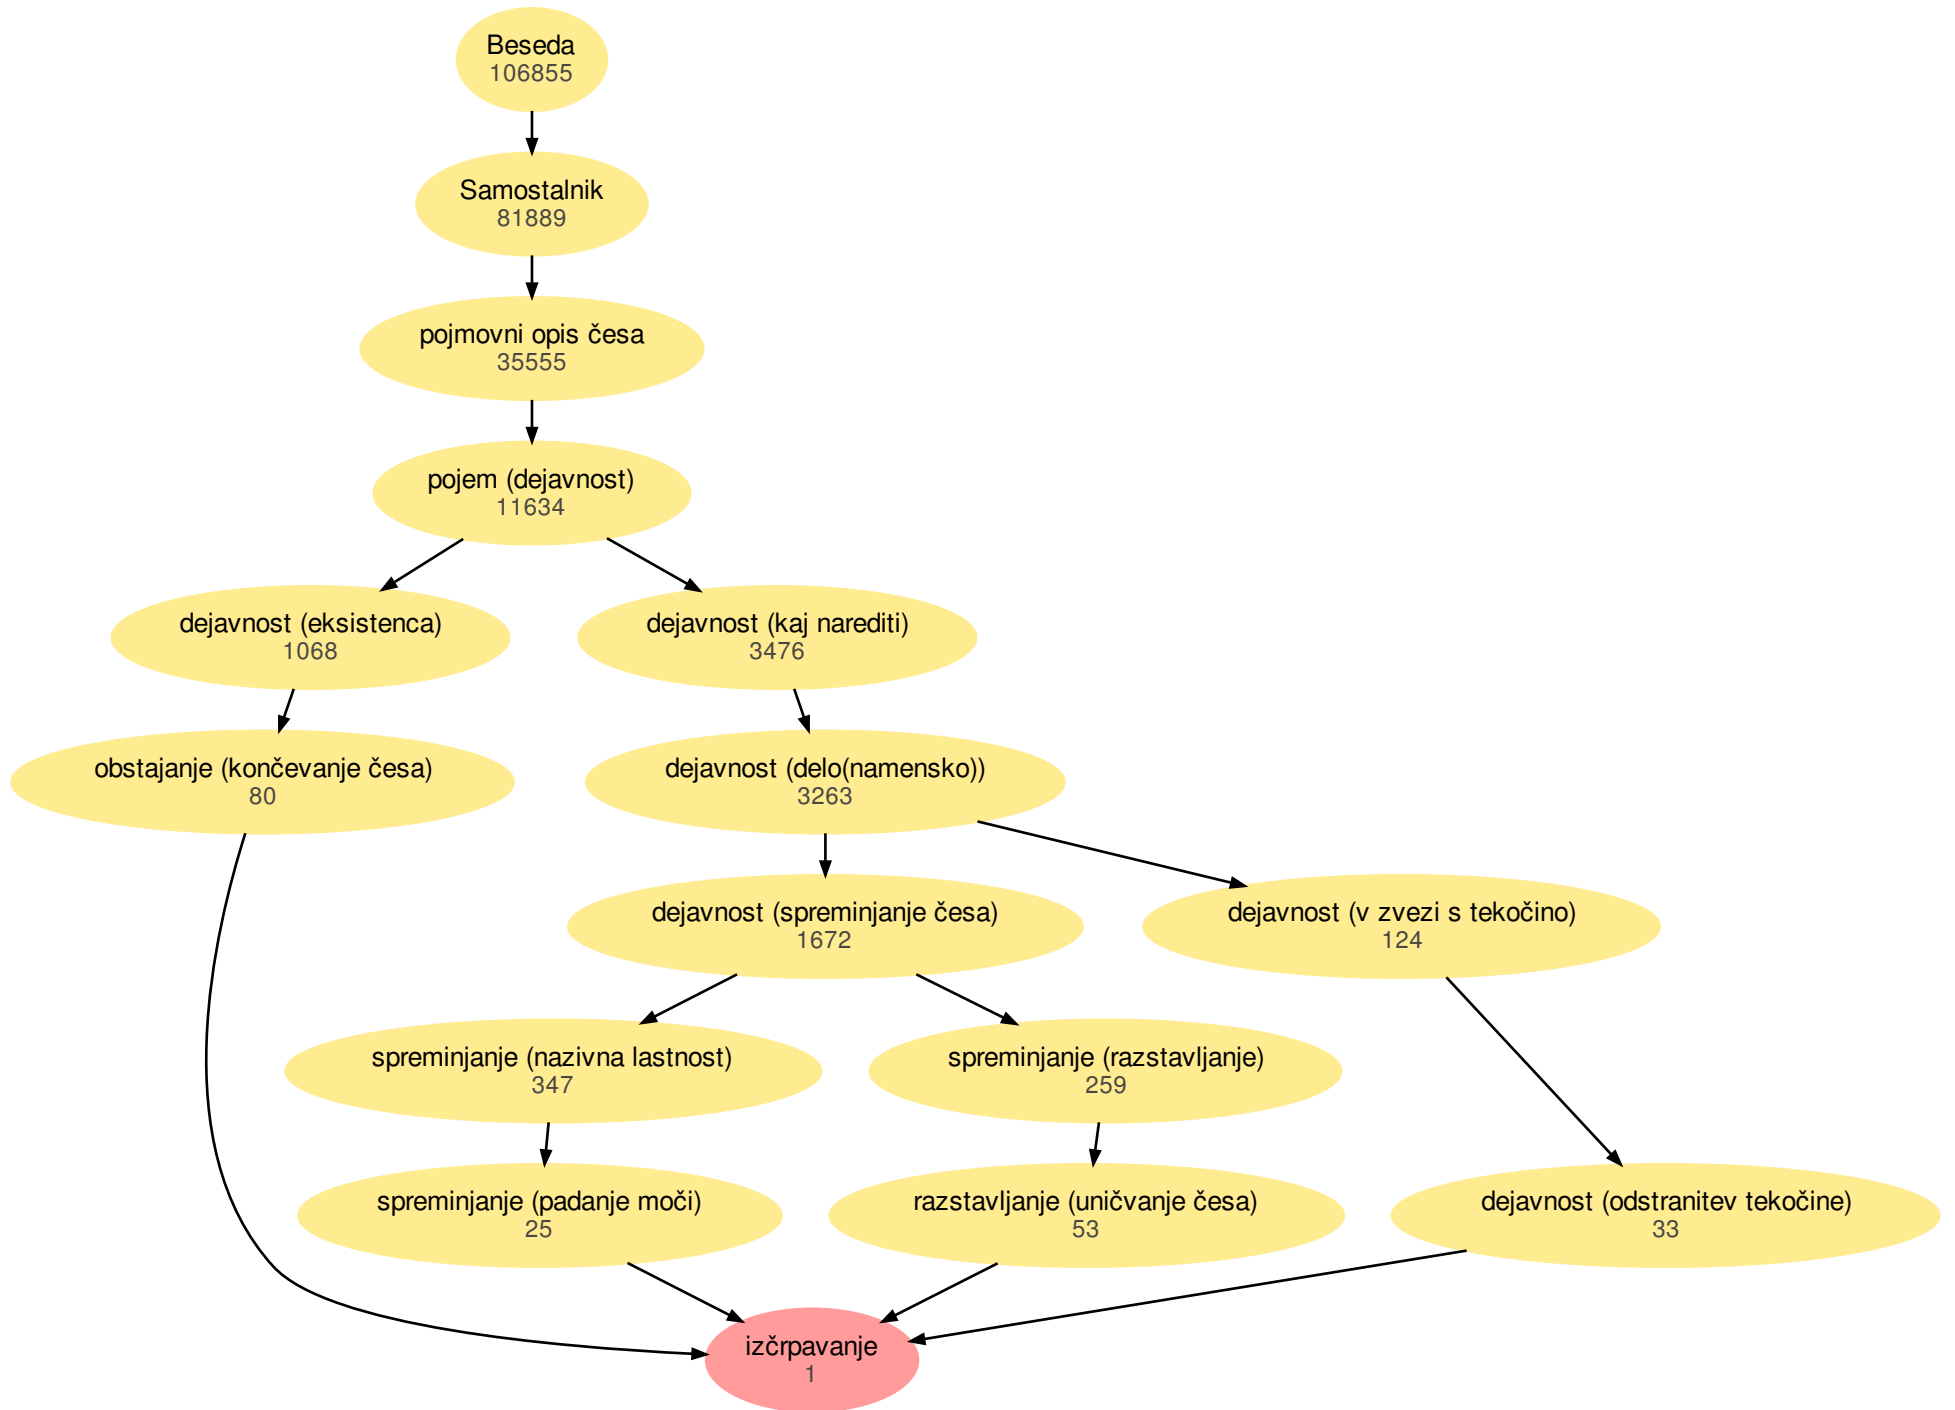 Beseda
106855
Samostalnik
81889
pojmovni opis česa
35555
pojem (dejavnost)
11634
dejavnost (eksistenca)
1068
dejavnost (kaj narediti)
3476
obstajanje (končevanje česa)
80
dejavnost (delo(namensko))
3263
dejavnost (spreminjanje česa)
1672
dejavnost (v zvezi s tekočino)
124
spreminjanje (nazivna lastnost)
347
spreminjanje (razstavljanje)
259
spreminjanje (padanje moči)
25
razstavljanje (uničvanje česa)
53
dejavnost (odstranitev tekočine)
33
izčrpavanje
1